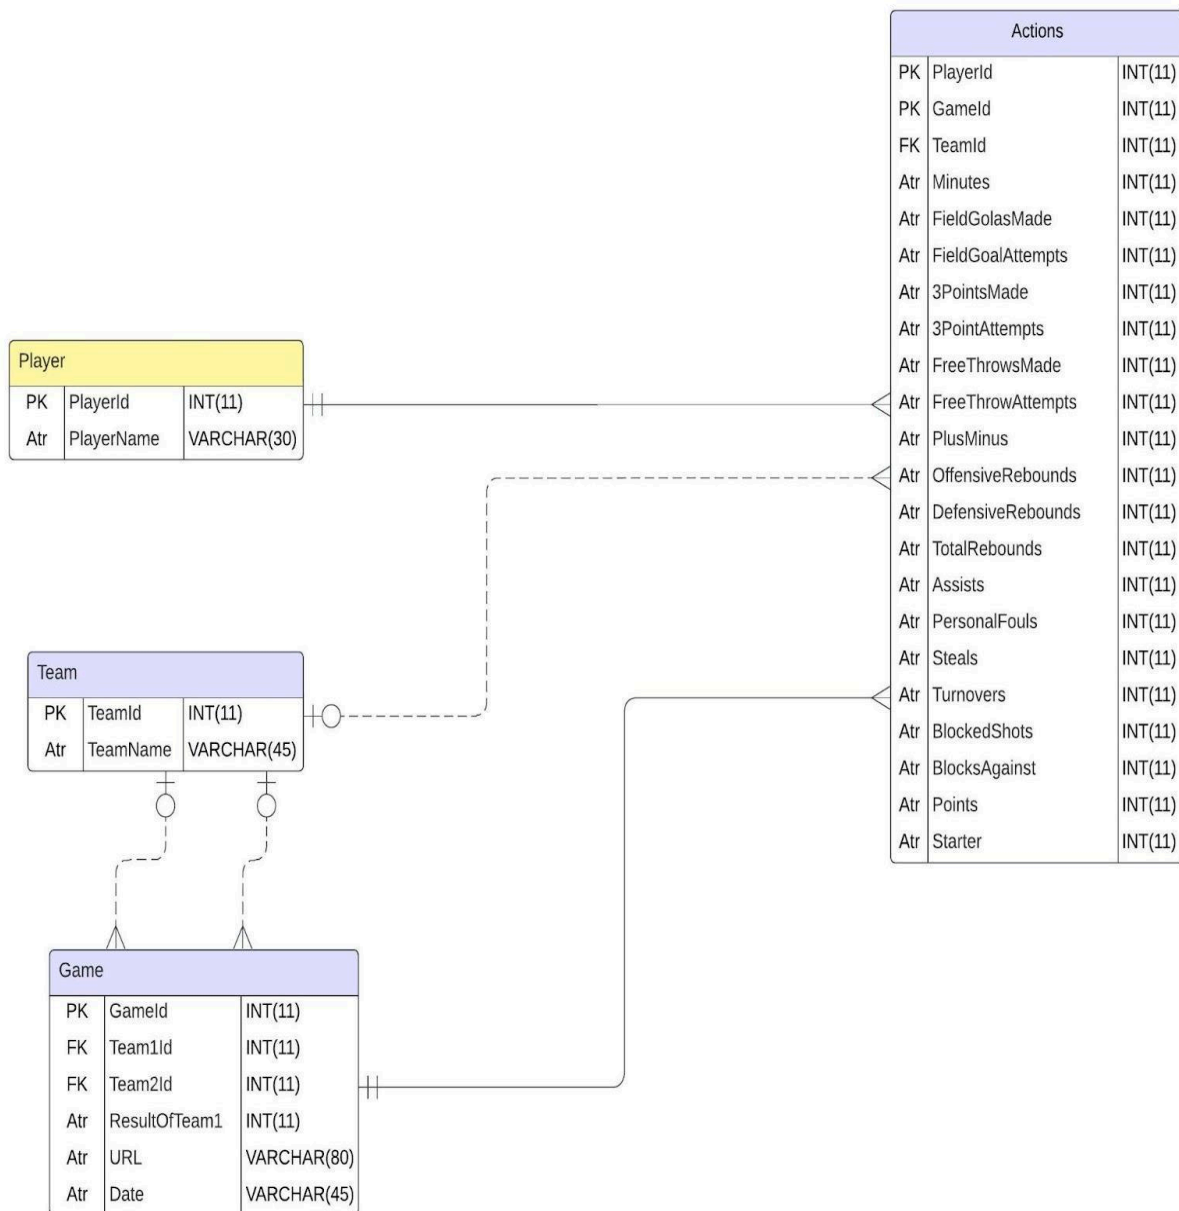 Actions
PK PlayerId INT(11)
PK GameId INT(11)
FK TeamId INT(11)
Atr Minutes INT(11)
Atr FieldGolasMade INT(11)
Atr FieldGoalAttempts INT(11)
Atr 3PointsMade INT(11)
Atr 3PointAttempts INT(11)
Atr FreeThrowsMade INT(11)
Atr FreeThrowAttempts INT(11)
Atr PlusMinus INT(11)
Atr OffensiveRebounds INT(11)
Atr DefensiveRebounds INT(11)
Atr TotalRebounds INT(11)
Atr Assists INT(11)
Atr PersonalFouls INT(11)
Atr Steals INT(11)
Atr Turnovers INT(11)
Atr BlockedShots INT(11)
Atr BlocksAgainst INT(11)
Atr Points INT(11)
Atr Starter INT(11)
Player
PK PlayerId INT(11)
Atr PlayerName VARCHAR(30)
Team
PK TeamId INT(11)
Atr TeamName VARCHAR(45)
Game
PK GameId INT(11)
FK Team1Id INT(11)
FK Team2Id INT(11)
Atr ResultOfTeam1 INT(11)
Atr URL VARCHAR(80)
Atr Date VARCHAR(45)